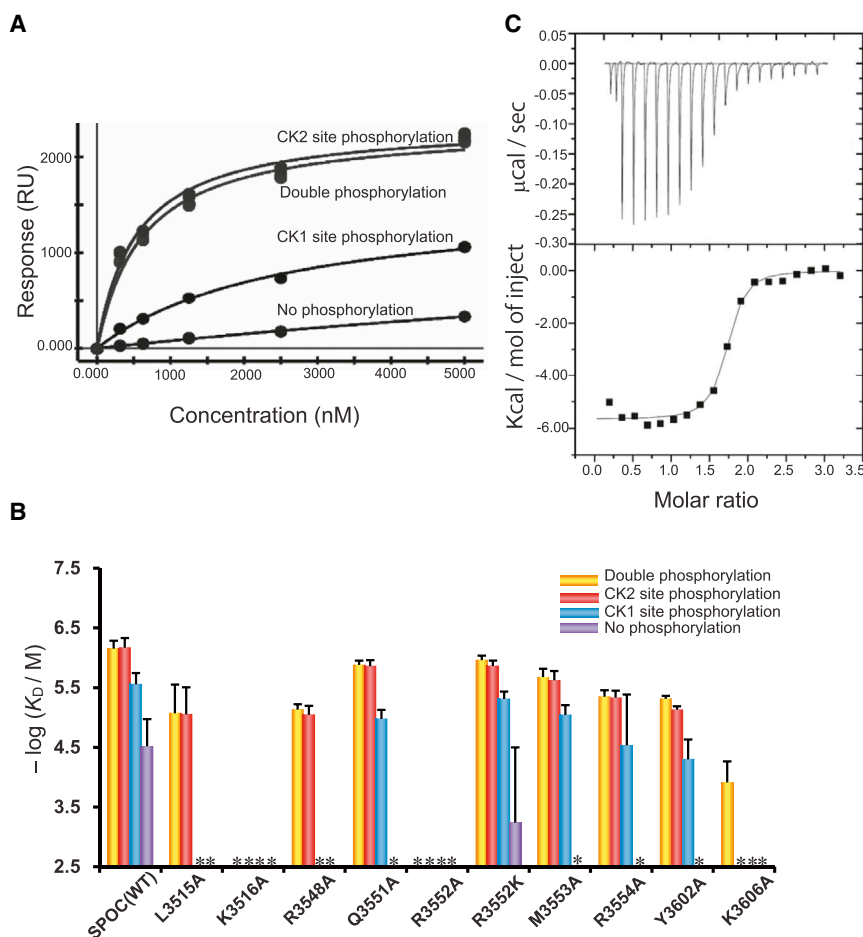 A
CK2 site phosphorylation
Double phosphorylation
CK1 site phosphorylation
No phosphorylation
Response (RU)
2000
1000
0.000
0.000 1000 2000 3000 4000 5000
Concentration (nM)
C
0.05
0.00
-0.05
-0.10
-0.15
-0.20
-0.25
-0.30
μcal / sec
0.00
-2.00
-4.00
-6.00
Kcal / mol of inject
0.0 0.5 1.0 1.5 2.0 2.5 3.0 3.5
Molar ratio
B
7.5
6.5
5.5
4.5
3.5
2.5
– log (KD / M)
Double phosphorylation
CK2 site phosphorylation
CK1 site phosphorylation
No phosphorylation
** **** ** * **** * * * ***
SPOC(WT) L3515A K3516A R3548A Q3551A R3552A R3552K M3553A R3554A Y3602A K3606A